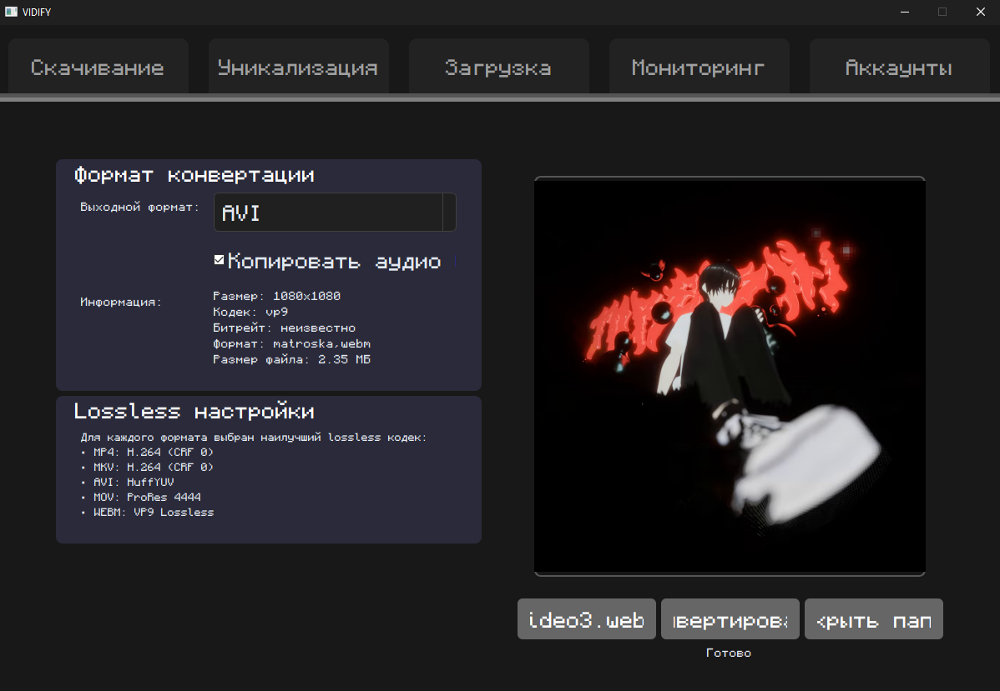 VIDIFY
Скачивание
Уникализация
Загрузка
Мониторинг
Аккаунты
Формат конвертации
Выходной формат:
AVI
Копировать аудио
Информация:
Размер: 1080x1080
Кодек: vp9
Битрейт: неизвестно
Формат: matroska,webm
Размер файла: 2.35 МБ
Lossless настройки
Для каждого формата выбран наилучший lossless кодек:
• MP4: H.264 (CRF 0)
• MKV: H.264 (CRF 0)
• AVI: HuffYUV
• MOV: ProRes 4444
• WEBM: VP9 Lossless
ideo3.web
нвертирова
крыть пап
Готово